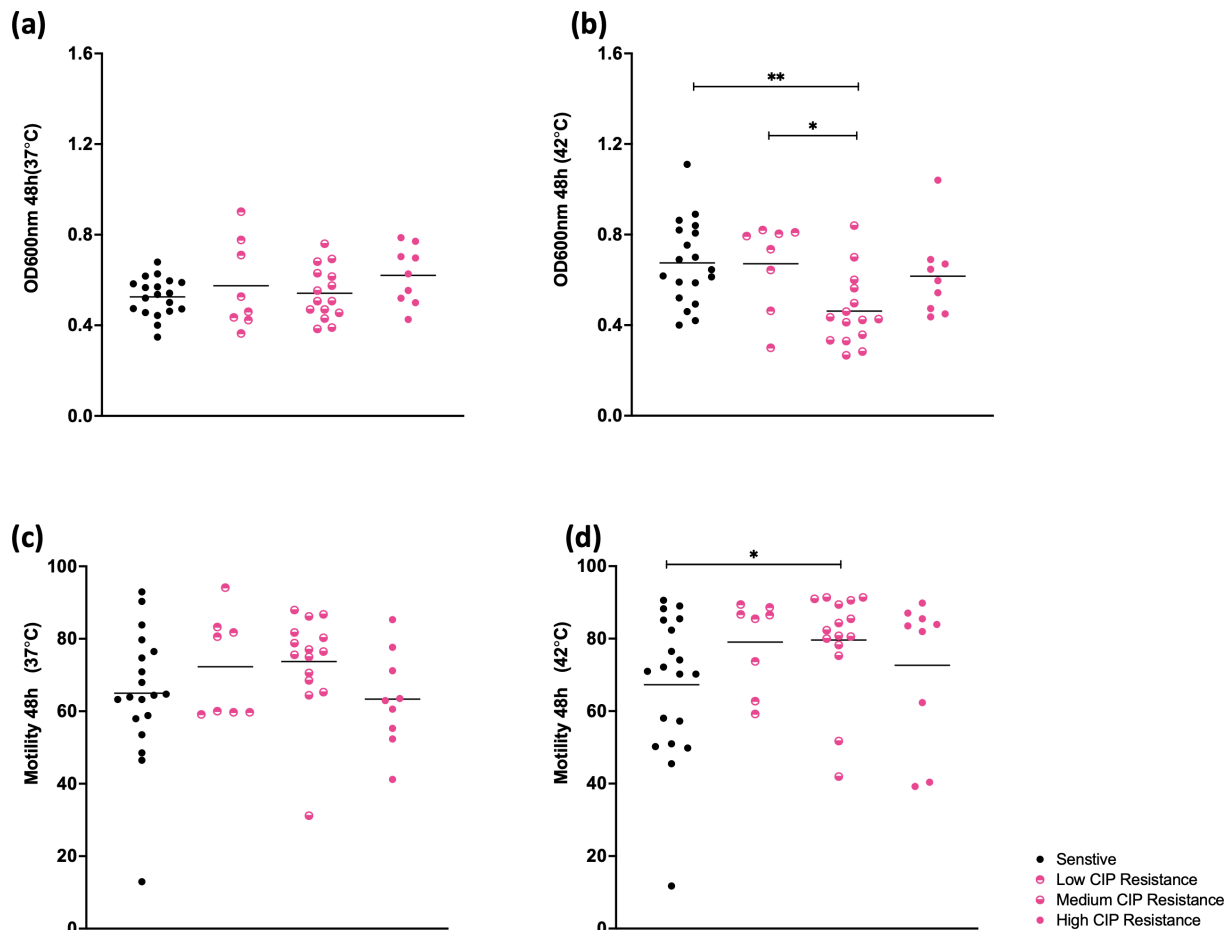 (a)
OD600nm 48h(37°C)
1.6
1.2
0.8
0.4
0.0
(b)
OD600nm 48h (42°C)
1.6
1.2
0.8
0.4
0.0
**
*
(c)
Motility 48h (37°C)
100
80
60
40
20
0
(d)
Motility 48h (42°C)
100
80
60
40
20
0
*
Senstive
Low CIP Resistance
Medium CIP Resistance
High CIP Resistance